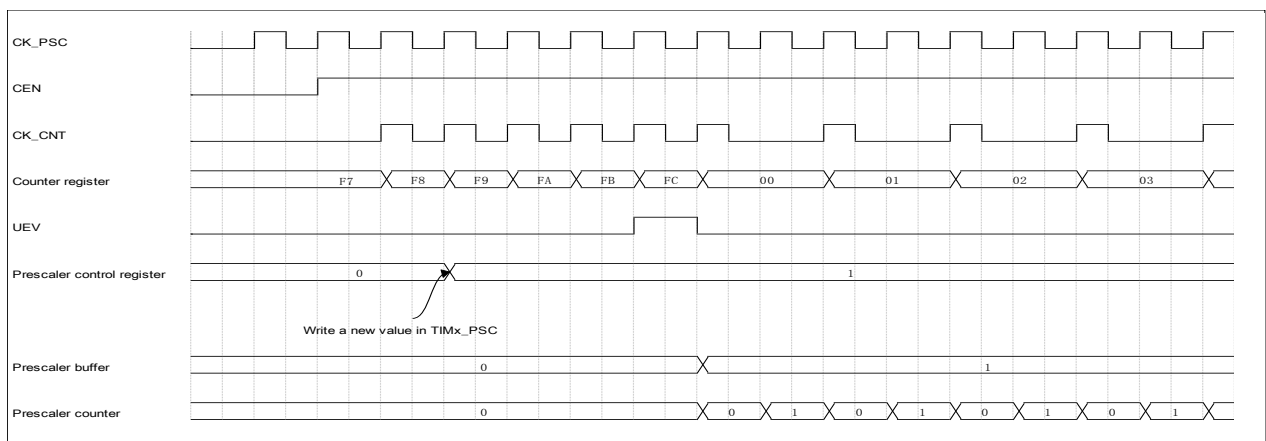 CK_PSC
CEN
CK_CNT
Counter register F7 F8 F9 FA FB FC 00 01 02 03
UEV
Prescaler control register 0 1
Write a new value in TIMx_PSC
Prescaler buffer 0 1
Prescaler counter 0 0 1 0 1 0 1 0 1